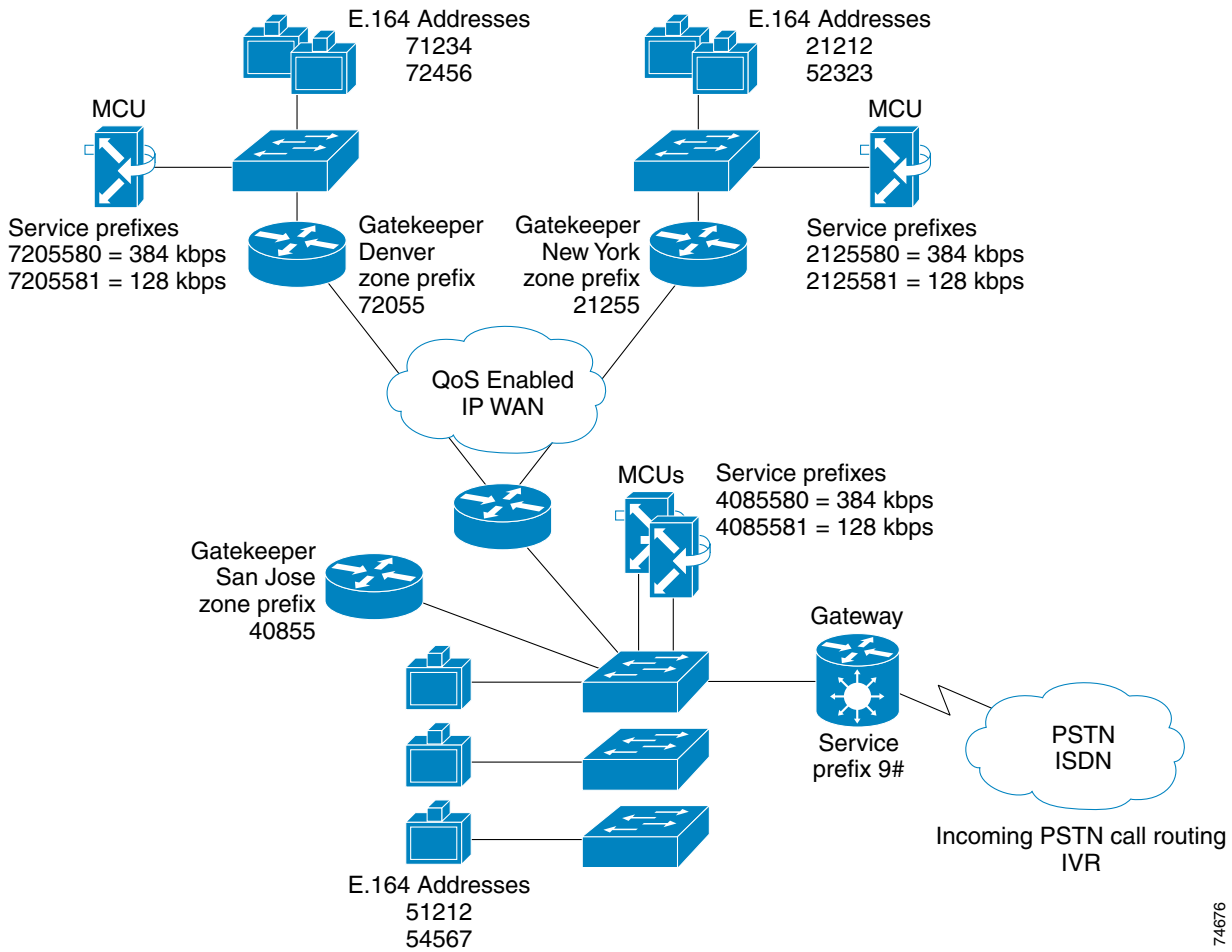 E.164 Addresses
71234
72456
E.164 Addresses
21212
52323
MCU
MCU
Service prefixes
7205580 = 384 kbps
7205581 = 128 kbps
Gatekeeper
Denver
zone prefix
72055
Gatekeeper
New York
zone prefix
21255
Service prefixes
2125580 = 384 kbps
2125581 = 128 kbps
QoS Enabled
IP WAN
MCUs
Service prefixes
4085580 = 384 kbps
4085581 = 128 kbps
Gatekeeper
San Jose
zone prefix
40855
Gateway
Service
prefix 9#
PSTN
ISDN
Incoming PSTN call routing
IVR
E.164 Addresses
51212
54567
74676